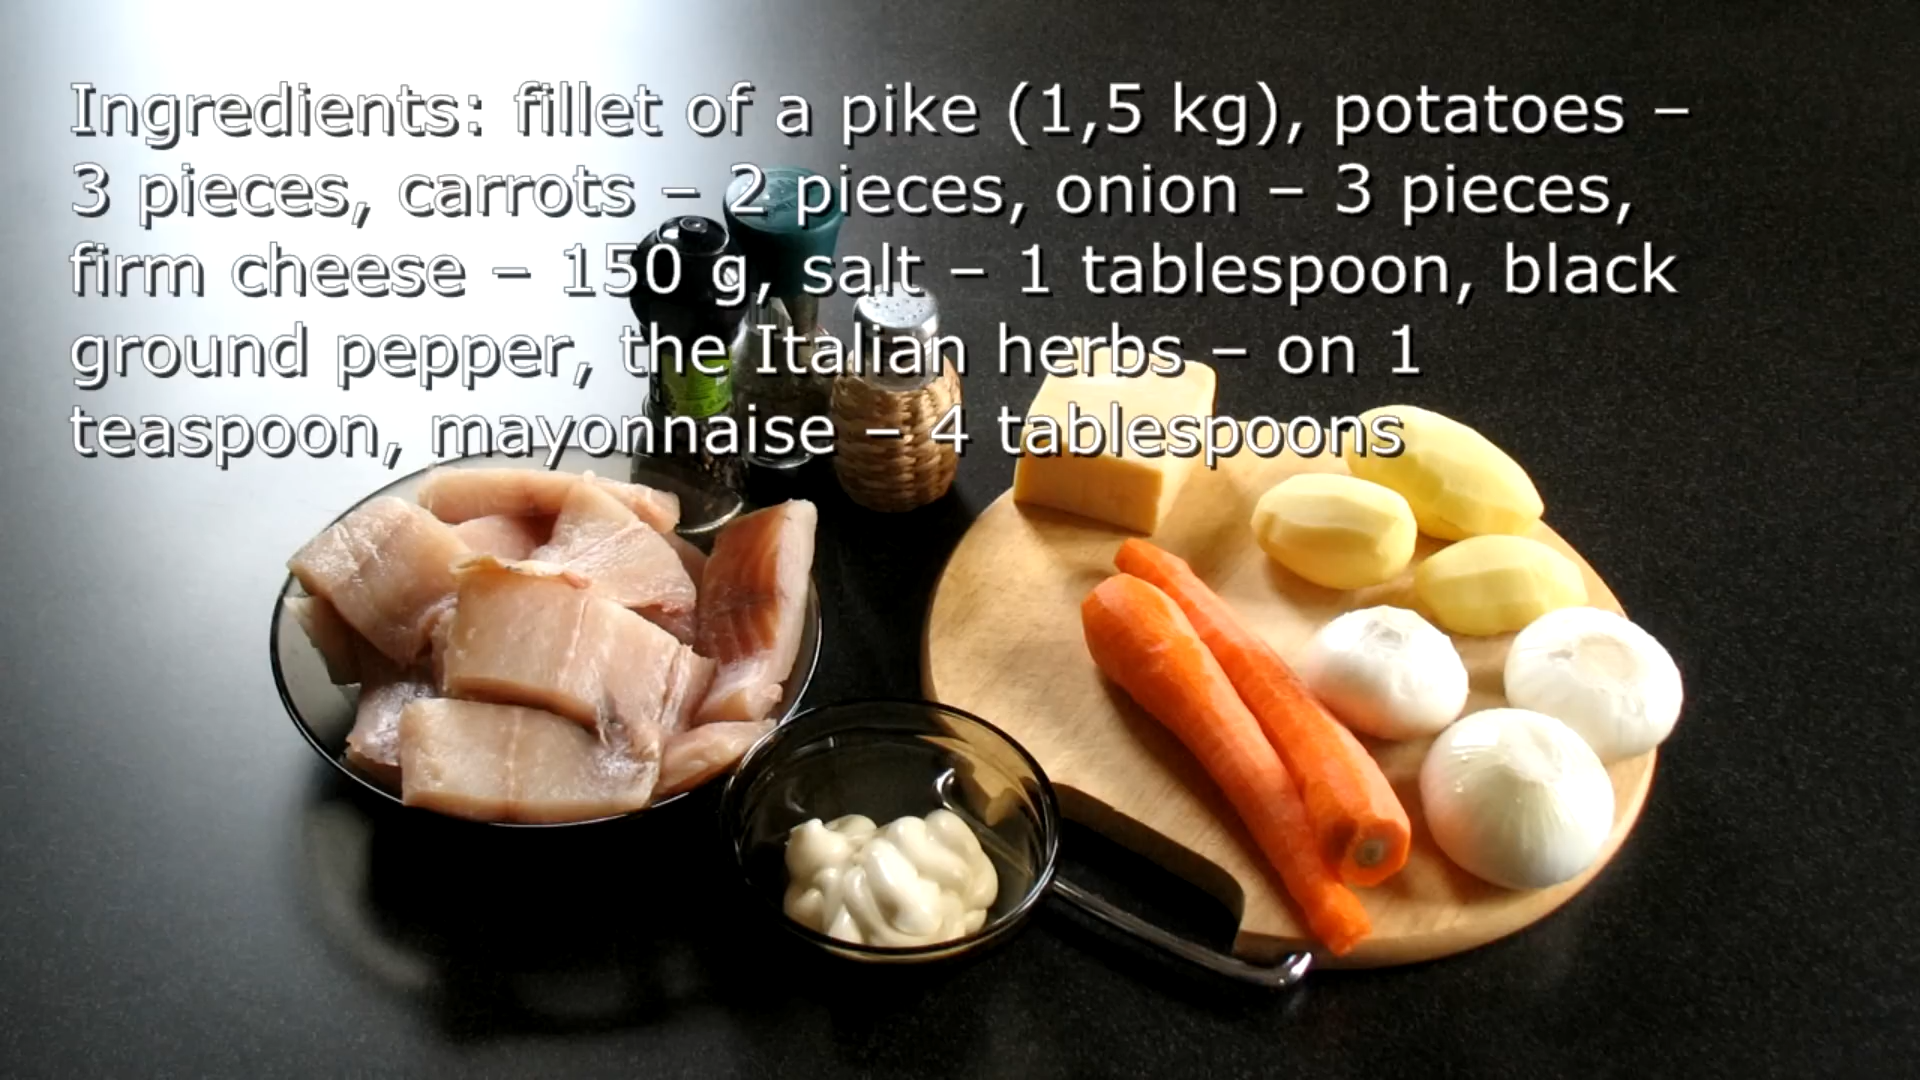 Ingredients: fillet of a pike (1,5 kg), potatoes –
3 pieces, carrots – 2 pieces, onion – 3 pieces,
firm cheese – 150 g, salt – 1 tablespoon, black
ground pepper, the Italian herbs – on 1
teaspoon, mayonnaise – 4 tablespoons